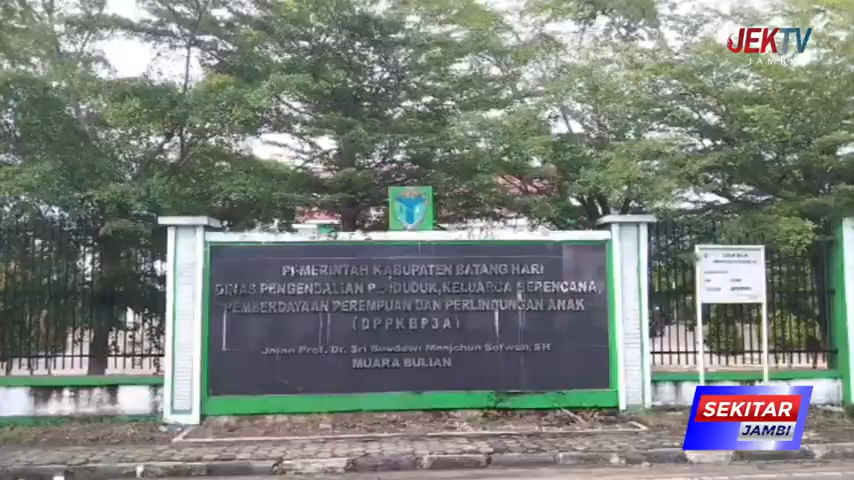 JEKTV
JAMBI
PEMERINTAH KABUPATEN BATANG HARI
DINAS PENGENDALIAN PENDUDUK, KELUARGA BERENCANA,
PEMBERDAYAAN PEREMPUAN DAN PERLINDUNGAN ANAK
(DPPKBP3A)
Jalan Prof. Dr. Sri Soedewi Masjchun Sofwan, SH
MUARA BULIAN
SEKITAR
JAMBI